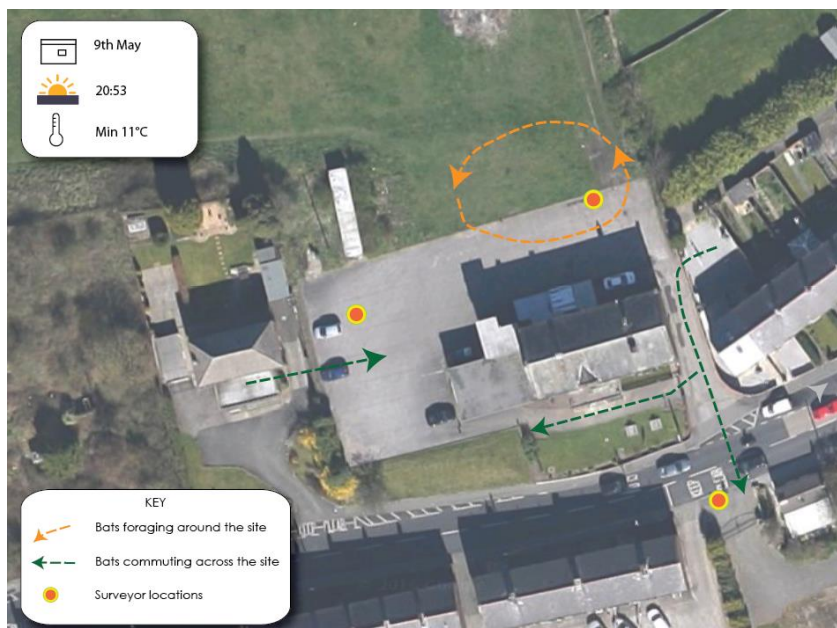 9th May
20:53
Min 11°C
KEY
Bats foraging around the site
Bats commuting across the site
Surveyor locations